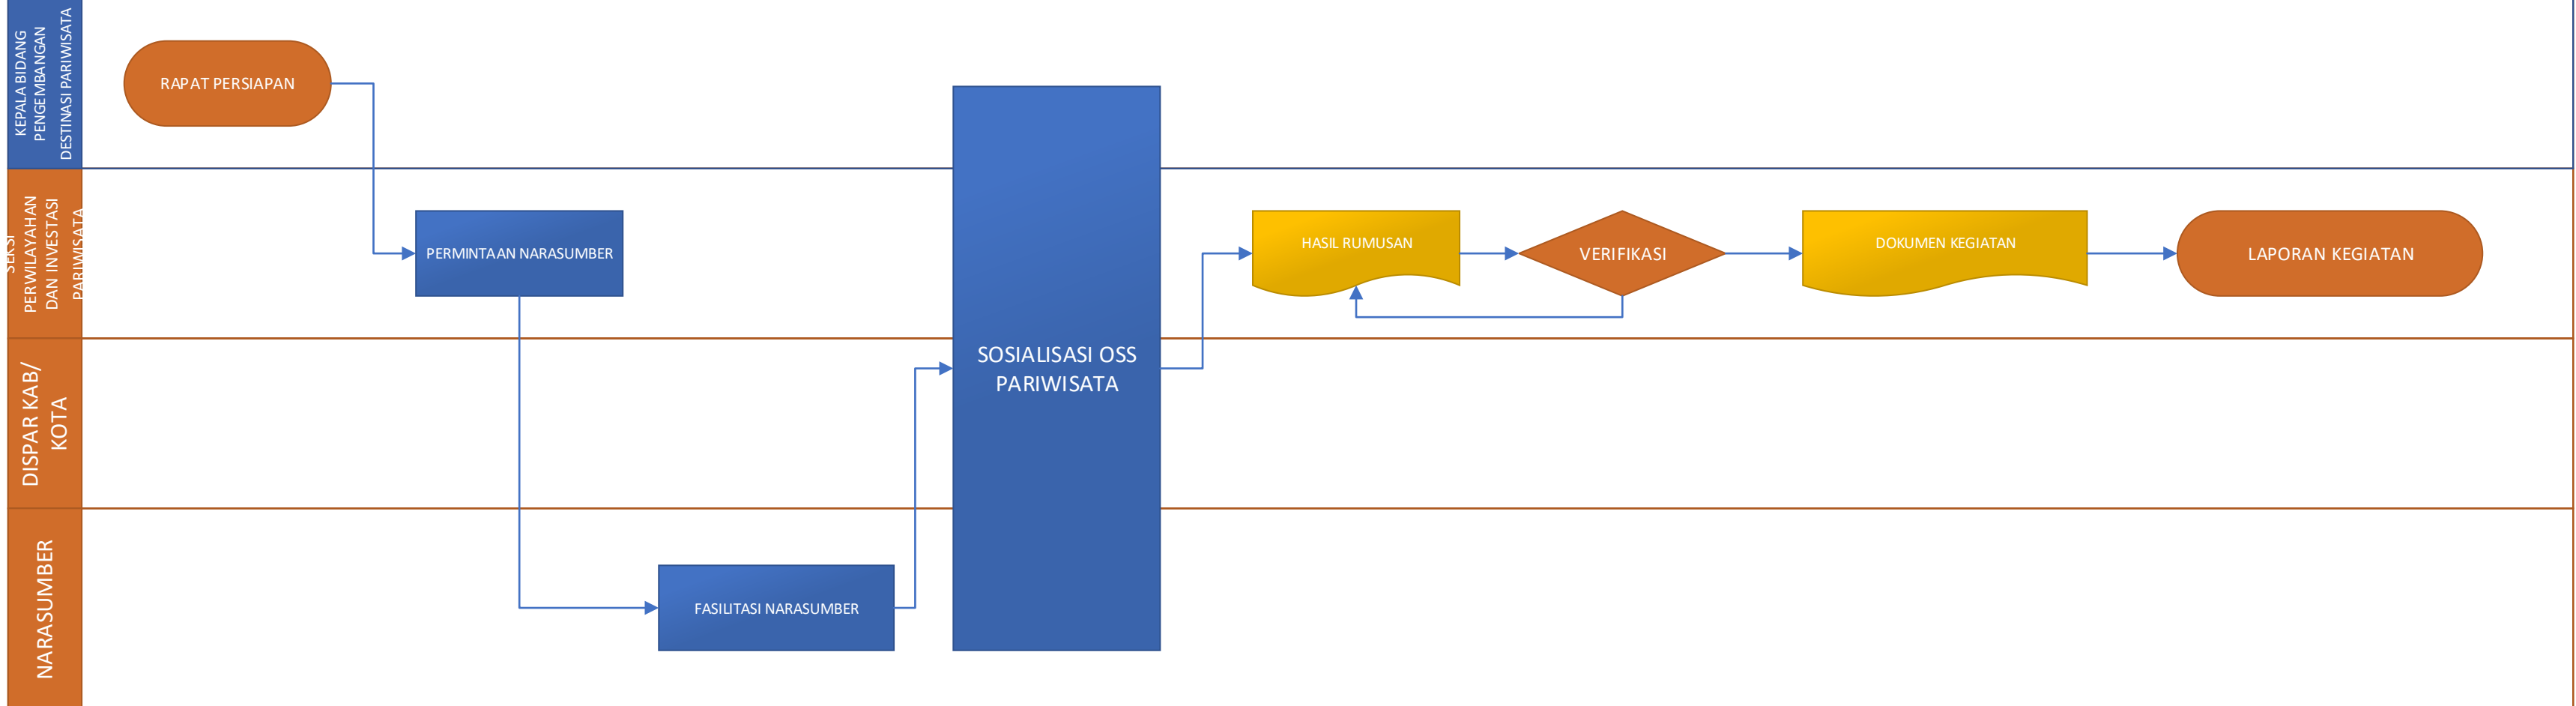 KEPALA BIDANG
PENGEMBANGAN
DESTINASI PARIWISATA
RAPAT PERSIAPAN
SEKSI
PERWILAYAHAN
DAN INVESTASI
PARIWISATA
PERMINTAAN NARASUMBER
HASIL RUMUSAN
VERIFIKASI
DOKUMEN KEGIATAN
LAPORAN KEGIATAN
DISPAR KAB/
KOTA
SOSIALISASI OSS
PARIWISATA
NARASUMBER
FASILITASI NARASUMBER